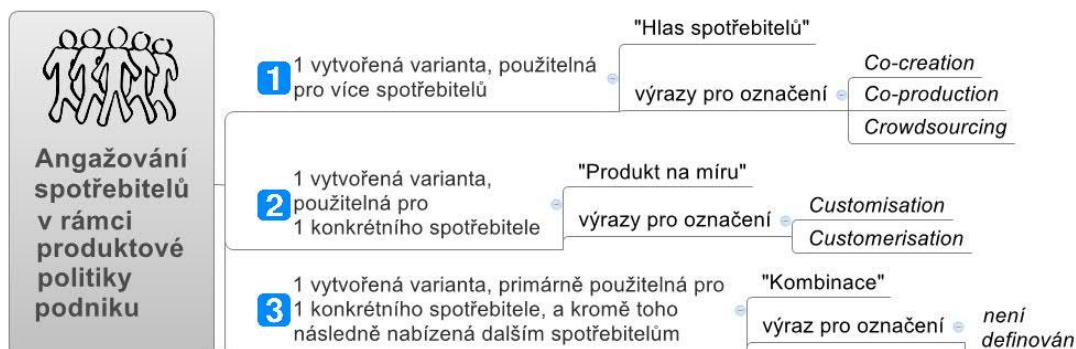 Angažování
spotřebitelů
v rámci
produktové
politiky
podniku
1
1 vytvořená varianta, použitelná
pro více spotřebitelů
"Hlas spotřebitelů"
výrazy pro označení
Co-creation
Co-production
Crowdsourcing
2
1 vytvořená varianta,
použitelná pro
1 konkrétního spotřebitele
"Produkt na míru"
výrazy pro označení
Customisation
Customerisation
3
1 vytvořená varianta, primárně použitelná pro
1 konkrétního spotřebitele, a kromě toho
následně nabízená dalším spotřebitelům
"Kombinace"
výraz pro označení
není
definován